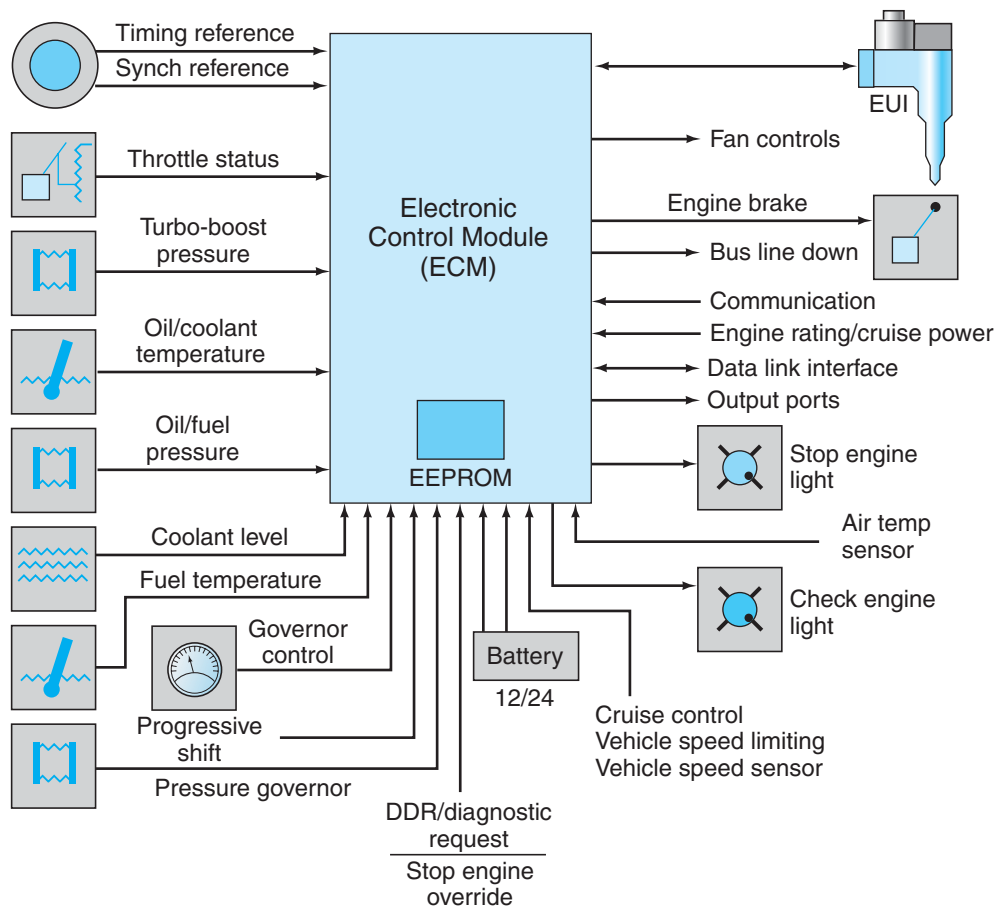 Timing reference
Synch reference
Throttle status
Turbo-boost
pressure
Oil/coolant
temperature
Oil/fuel
pressure
Coolant level
Fuel temperature
Governor
control
Progressive
shift
Pressure governor
Electronic
Control Module
(ECM)
EEPROM
DDR/diagnostic
request
Stop engine
override
Battery
12/24
Cruise control
Vehicle speed limiting
Vehicle speed sensor
EUI
Fan controls
Engine brake
Bus line down
Communication
Engine rating/cruise power
Data link interface
Output ports
Stop engine
light
Air temp
sensor
Check engine
light